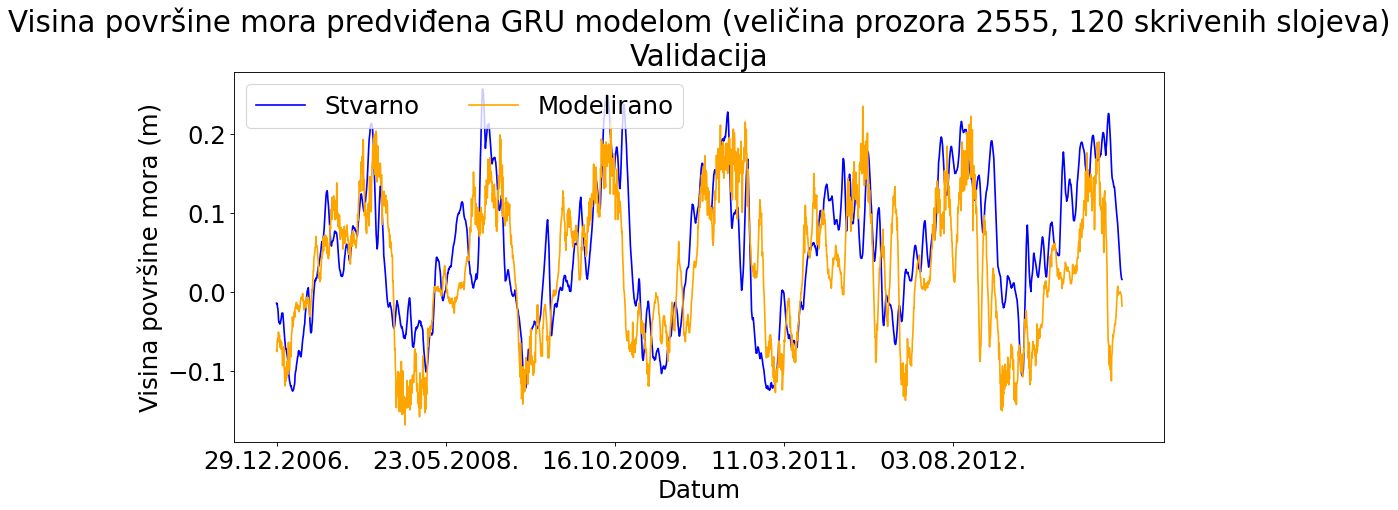 Visina površine mora predviđena GRU modelom (veličina prozora 2555, 120 skrivenih slojeva)
Validacija
Stvarno
Modelirano
Visina površine mora (m)
0.2
0.1
0.0
−0.1
29.12.2006.
23.05.2008.
16.10.2009.
11.03.2011.
03.08.2012.
Datum